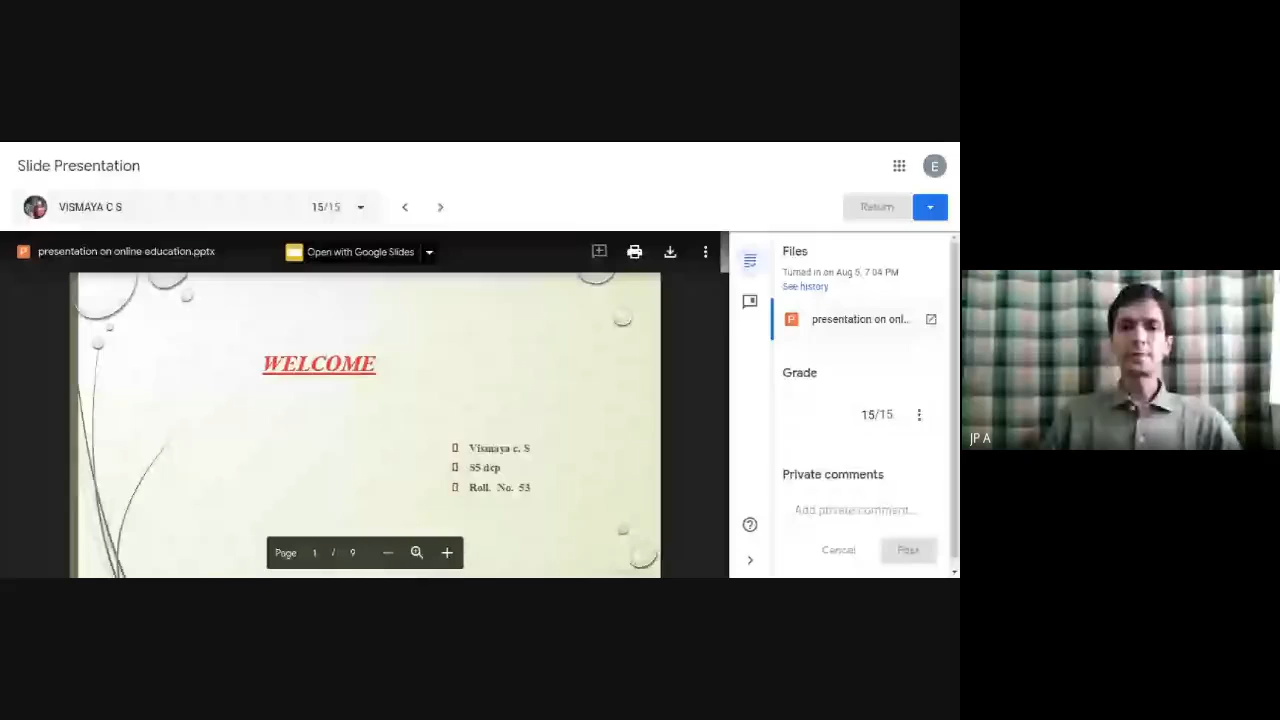 Slide Presentation
E
VISMAYA C S
15/15
Return
P presentation on online education.pptx
Open with Google Slides
Files
Turned in on Aug 5, 7:04 PM
See history
P presentation on onl...
Grade
15/15
Private comments
Add private comment...
Cancel
Post
WELCOME
Vismaya c. S
S5 dcp
Roll. No. 53
Page 1 / 9
JP A